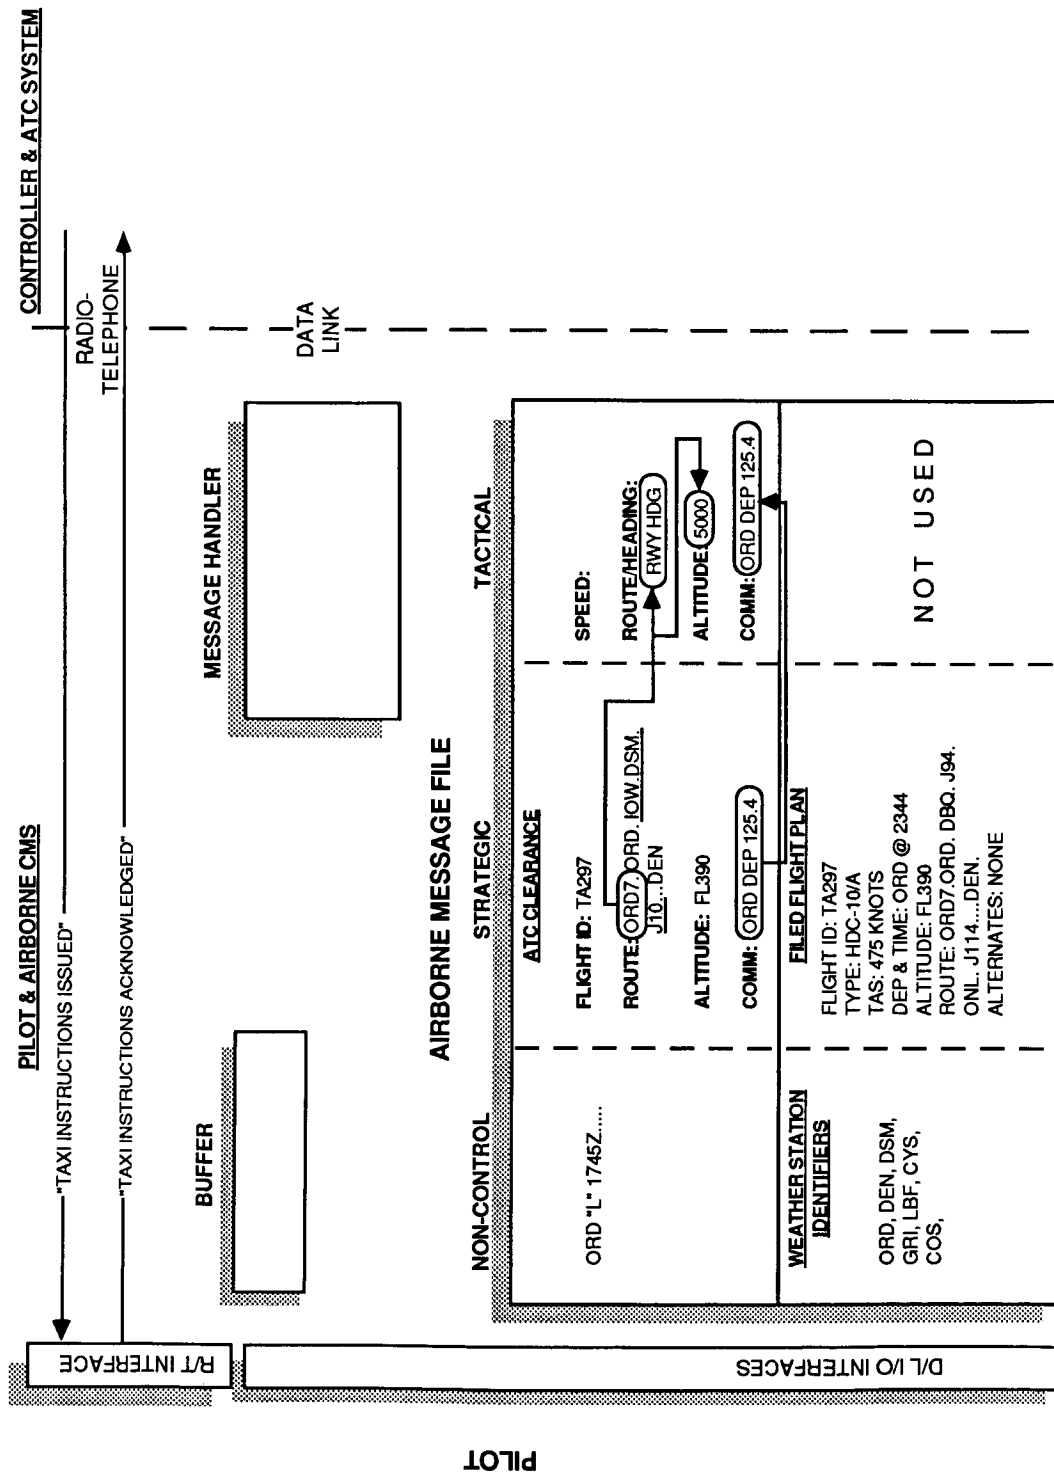 PILOT & AIRBORNE CMS
CONTROLLER & ATC SYSTEM
"TAXI INSTRUCTIONS ISSUED"
RADIO-
TELEPHONE
"TAXI INSTRUCTIONS ACKNOWLEDGED"
R/T INTERFACE
BUFFER
MESSAGE HANDLER
DATA
LINK
PILOT
D/L I/O INTERFACES
AIRBORNE MESSAGE FILE
NON-CONTROL
STRATEGIC
TACTICAL
ORD "L" 1745Z.....
ATC CLEARANCE
FLIGHT ID: TA297
ROUTE: ORD7. ORD. IOW.DSM.
J10....DEN
ALTITUDE: FL390
COMM: ORD DEP 125.4
SPEED:
ROUTE/HEADING:
RWY HDG
ALTITUDE: 5000
COMM: ORD DEP 125.4
WEATHER STATION
IDENTIFIERS
ORD, DEN, DSM,
GRI, LBF, CYS,
COS,
FILED FLIGHT PLAN
FLIGHT ID: TA297
TYPE: HDC-10/A
TAS: 475 KNOTS
DEP & TIME: ORD @ 2344
ALTITUDE: FL390
ROUTE: ORD7.ORD. DBQ. J94.
ONL. J114....DEN.
ALTERNATES: NONE
NOT USED